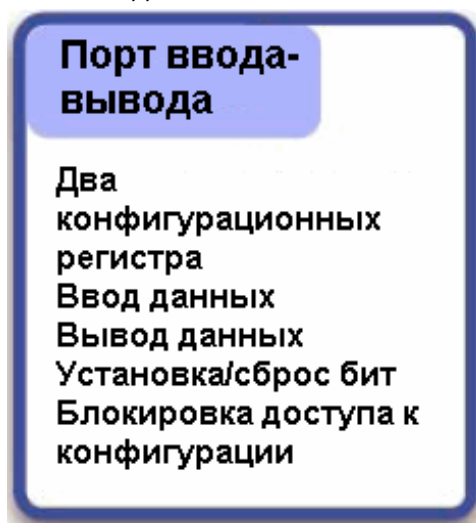 Порт ввода-
вывода
Два
конфигурационных
регистра
Ввод данных
Вывод данных
Установка/сброс бит
Блокировка доступа к
конфигурации